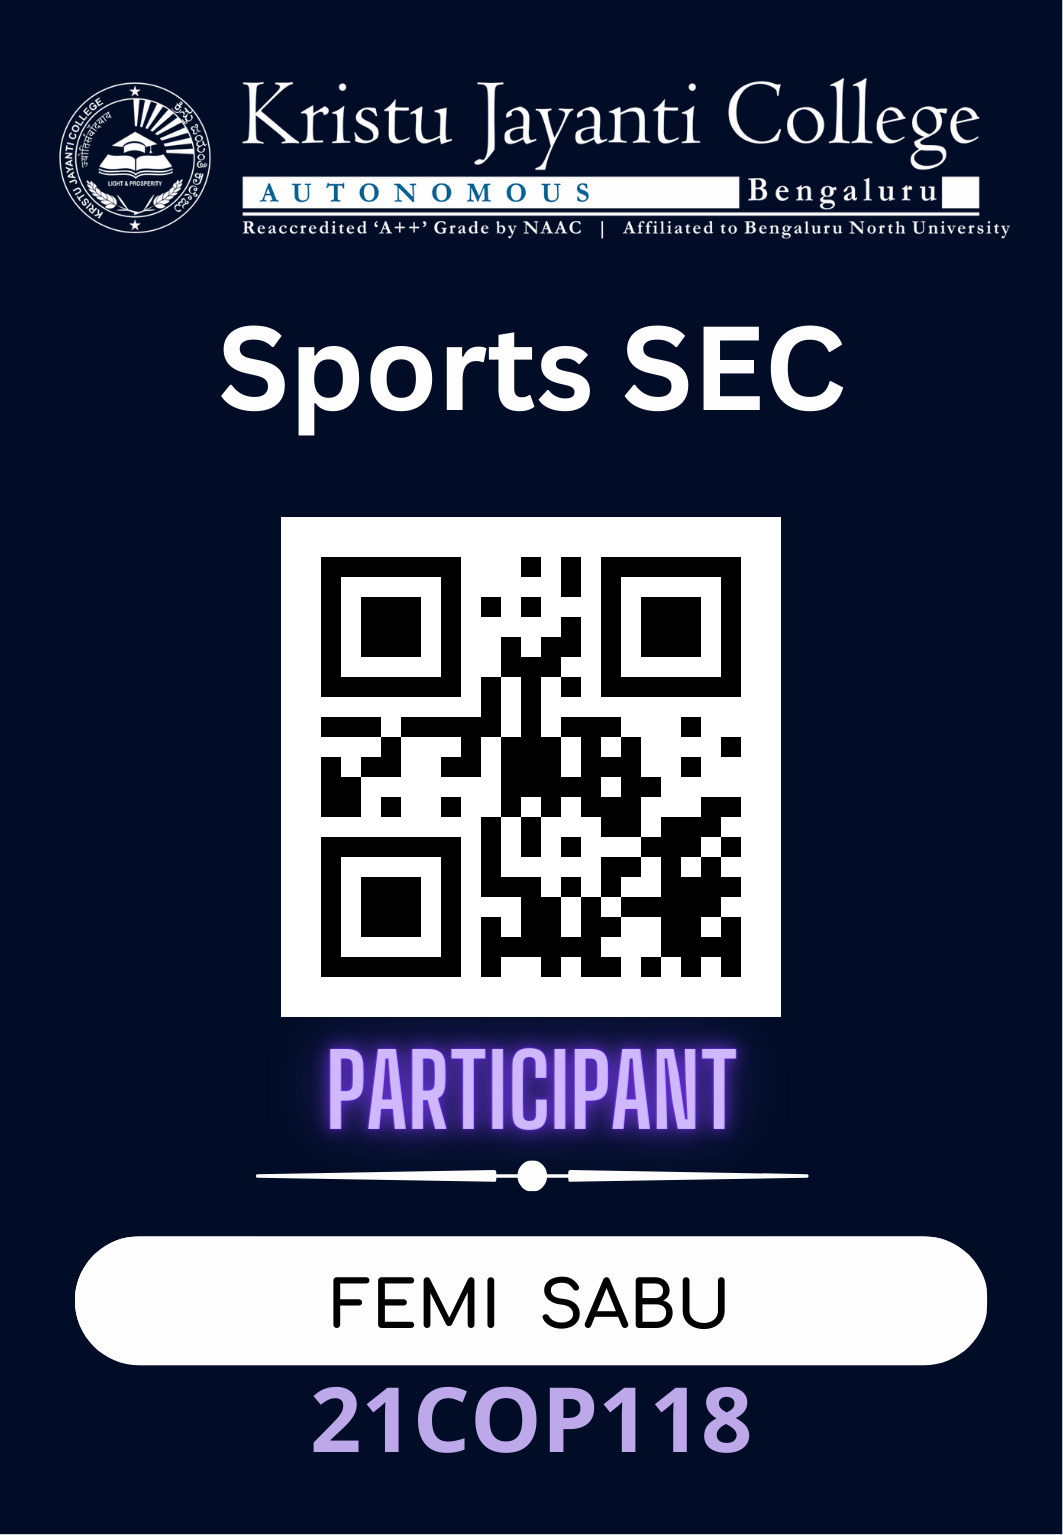 KRISTU JAYANTI COLLEGE
ಕ್ರಿಸ್ತು ಜಯಂತಿ ಕಾಲೇಜು
LIGHT & PROSPERITY
Kristu Jayanti College
AUTONOMOUS Bengaluru
Reaccredited ‘A++’ Grade by NAAC | Affiliated to Bengaluru North University
Sports SEC
PARTICIPANT
FEMI SABU
21COP118